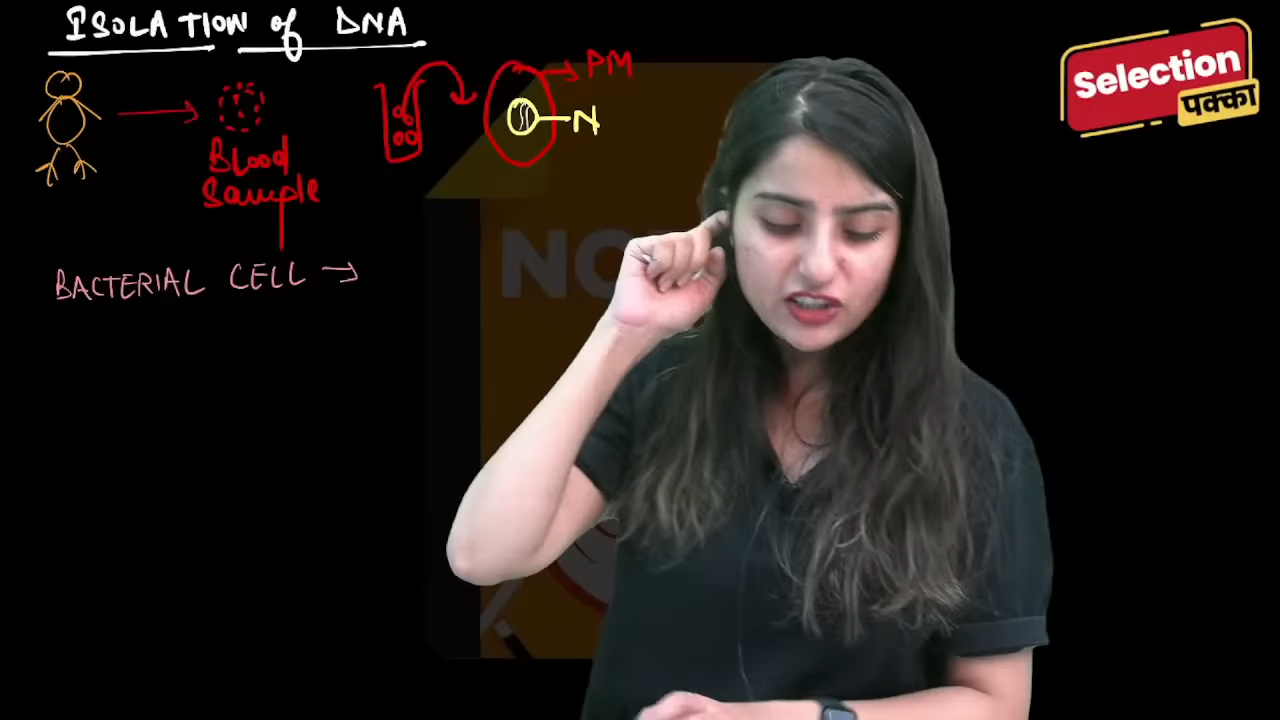 ISOLATION of DNA
PM
N
Blood
Sample
BACTERIAL CELL →
Selection
पक्का